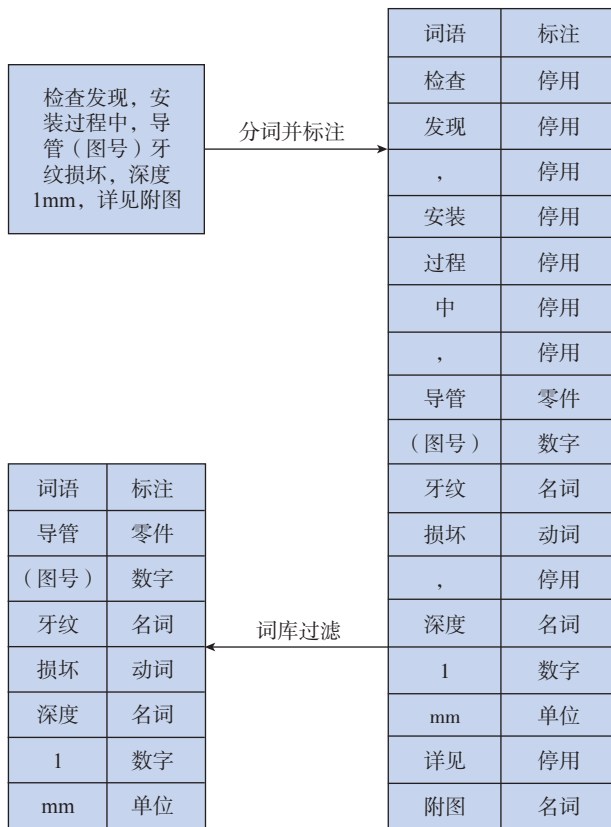 检查发现，安
装过程中，导
管（图号）牙
纹损坏，深度
1mm，详见附图
分词并标注
词语 标注
检查 停用
发现 停用
， 停用
安装 停用
过程 停用
中 停用
， 停用
导管 零件
（图号） 数字
牙纹 名词
损坏 动词
， 停用
深度 名词
1 数字
mm 单位
详见 停用
附图 名词
词库过滤
词语 标注
导管 零件
（图号） 数字
牙纹 名词
损坏 动词
深度 名词
1 数字
mm 单位